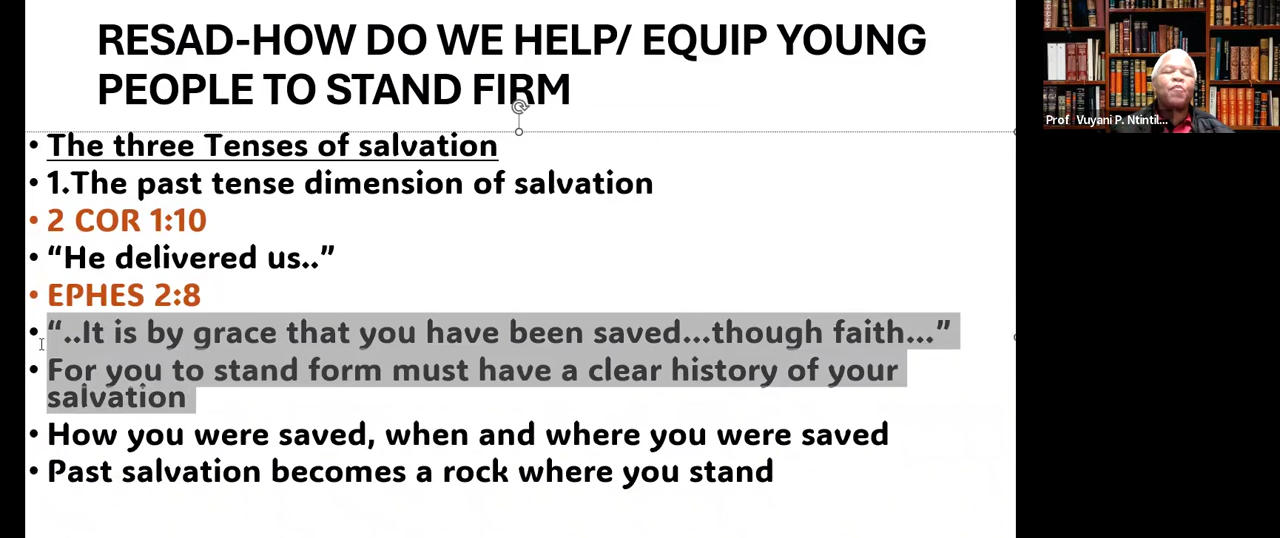 RESAD-HOW DO WE HELP/ EQUIP YOUNG
PEOPLE TO STAND FIRM
• The three Tenses of salvation
• 1.The past tense dimension of salvation
• 2 COR 1:10
• “He delivered us..”
• EPHES 2:8
• “..It is by grace that you have been saved...though faith...”
• For you to stand form must have a clear history of your
salvation
• How you were saved, when and where you were saved
• Past salvation becomes a rock where you stand
Prof Vuyani P. Ntintil...